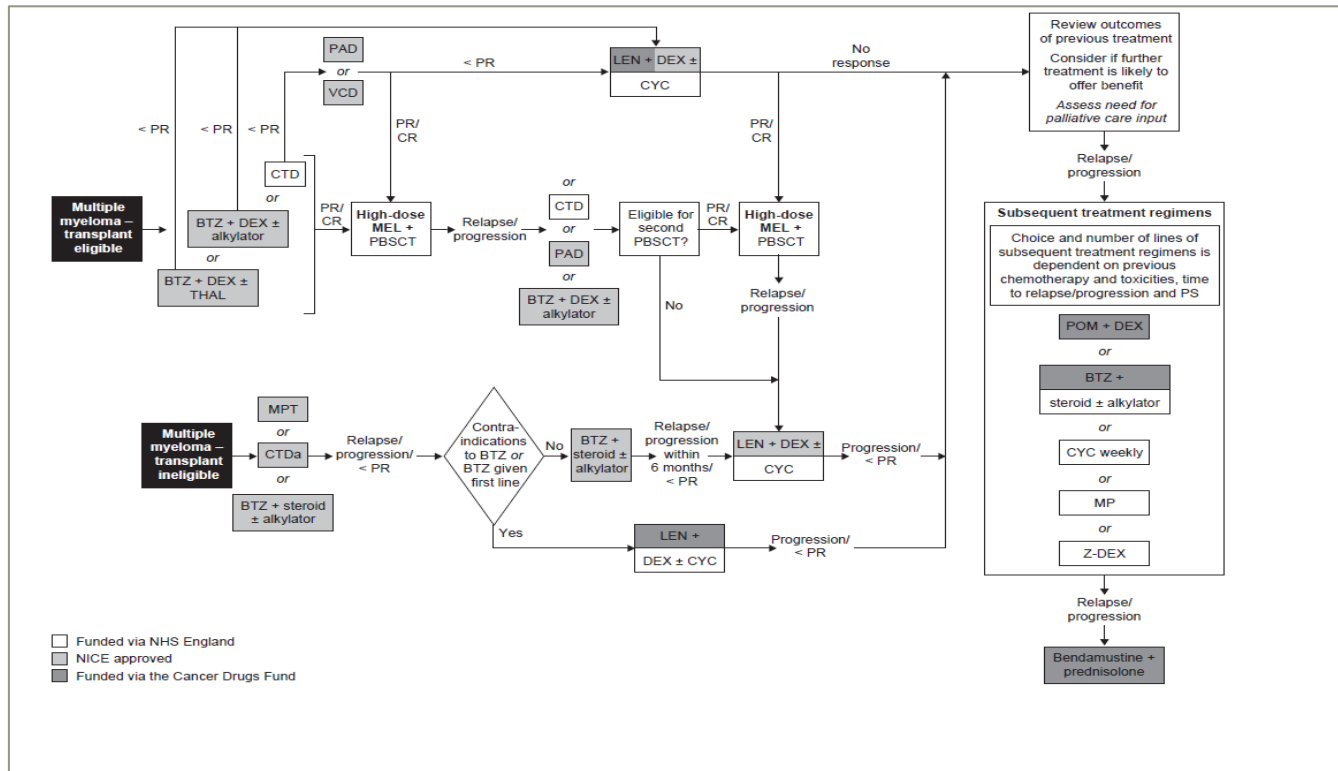 Multiple
myeloma –
transplant
eligible
< PR
< PR
< PR
CTD
or
BTZ + DEX ±
alkylator
or
BTZ + DEX ±
THAL
PAD
or
VCD
< PR
PR/
CR
PR/
CR
High-dose
MEL +
PBSCT
Relapse/
progression
or
CTD
or
PAD
or
BTZ + DEX ±
alkylator
Eligible for
second
PBSCT?
PR/
CR
No
LEN + DEX ±
CYC
No
response
PR/
CR
High-dose
MEL +
PBSCT
Relapse/
progression
Multiple
myeloma –
transplant
ineligible
MPT
or
CTDa
or
BTZ + steroid
± alkylator
Relapse/
progression/
< PR
Contra-
indications
to BTZ or
BTZ given
first line
No
BTZ +
steroid ±
alkylator
Relapse/
progression
within
6 months/
< PR
LEN + DEX ±
CYC
Progression/
< PR
Yes
LEN +
DEX ± CYC
Progression/
< PR
Review outcomes
of previous treatment
Consider if further
treatment is likely to
offer benefit
Assess need for
palliative care input
Relapse/
progression
Subsequent treatment regimens
Choice and number of lines of
subsequent treatment regimens is
dependent on previous
chemotherapy and toxicities, time
to relapse/progression and PS
POM + DEX
or
BTZ +
steroid ± alkylator
or
CYC weekly
or
MP
or
Z-DEX
Relapse/
progression
Bendamustine +
prednisolone
Funded via NHS England
NICE approved
Funded via the Cancer Drugs Fund